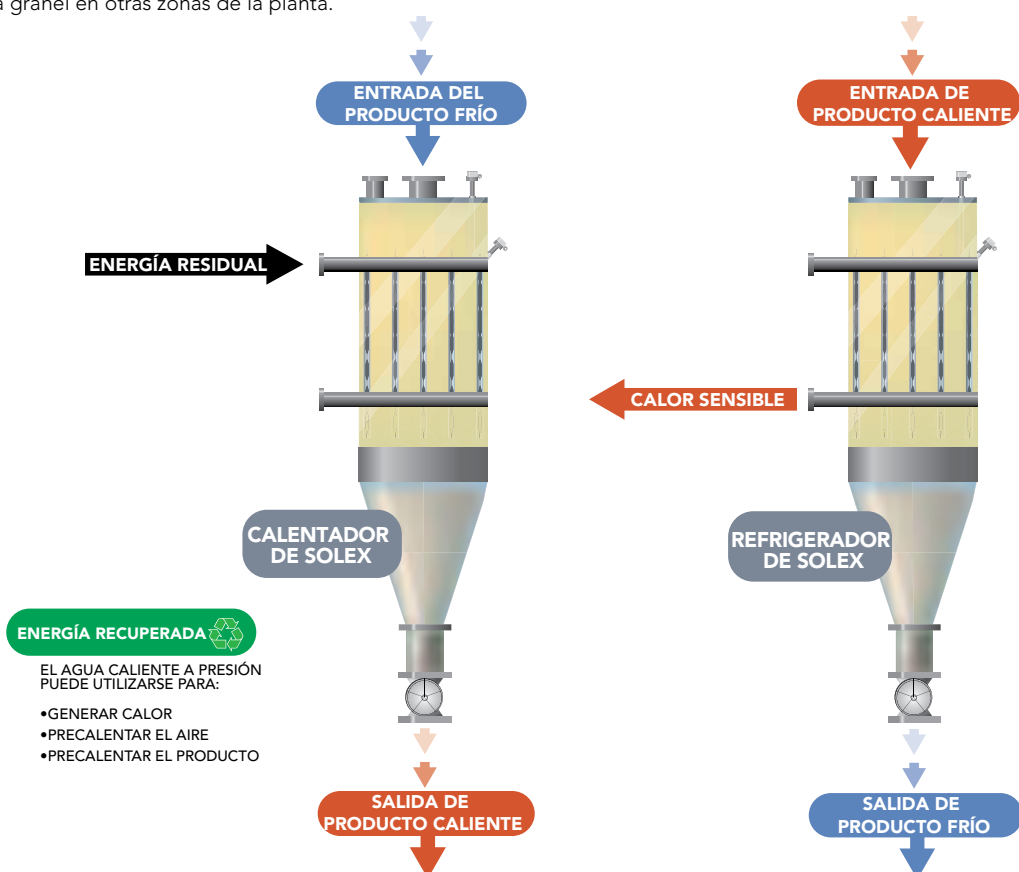 a granel en otras zonas de la planta.
ENTRADA DEL
PRODUCTO FRÍO
ENTRADA DE
PRODUCTO CALIENTE
ENERGÍA RESIDUAL
CALOR SENSIBLE
CALENTADOR
DE SOLEX
REFRIGERADOR
DE SOLEX
ENERGÍA RECUPERADA
EL AGUA CALIENTE A PRESIÓN
PUEDE UTILIZARSE PARA:
•GENERAR CALOR
•PRECALENTAR EL AIRE
•PRECALENTAR EL PRODUCTO
SALIDA DE
PRODUCTO CALIENTE
SALIDA DE
PRODUCTO FRÍO